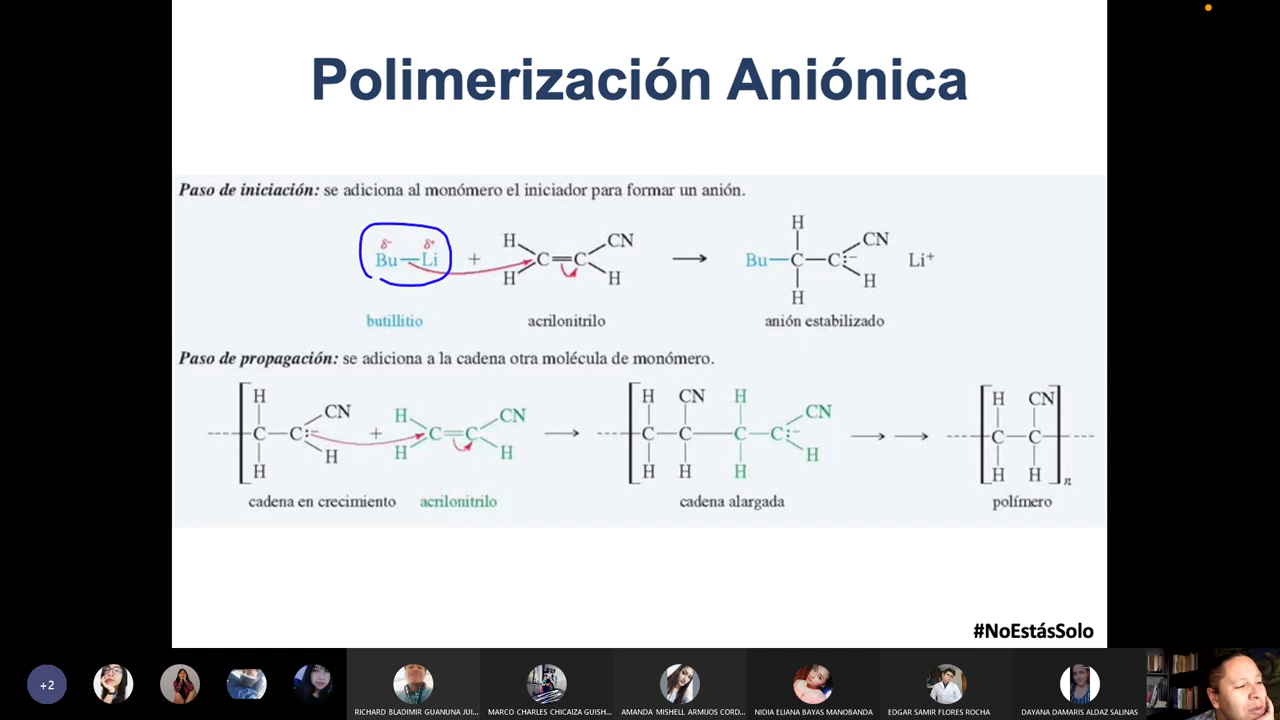 Polimerización Aniónica
Paso de iniciación: se adiciona al monómero el iniciador para formar un anión.
H CN H CN
δ⁻ δ⁺
Bu—Li + C=C → Bu—C—C:⁻ Li⁺
H H H H
butillitio acrilonitrilo anión estabilizado
Paso de propagación: se adiciona a la cadena otra molécula de monómero.
H CN H CN H CN H CN H CN
C—C:⁻ + C=C → C—C—C—C:⁻ → → C—C
H H H H H H H H H H n
cadena en crecimiento acrilonitrilo cadena alargada polímero
#NoEstásSolo
+2
RICHARD BLADIMIR GUANUNA JUI...
MARCO CHARLES CHICAIZA GUISH...
AMANDA MISHELL ARMIJOS CORD...
NIDIA ELIANA BAYAS MANOBANDA
EDGAR SAMIR FLORES ROCHA
DAYANA DAMARIS ALDAZ SALINAS